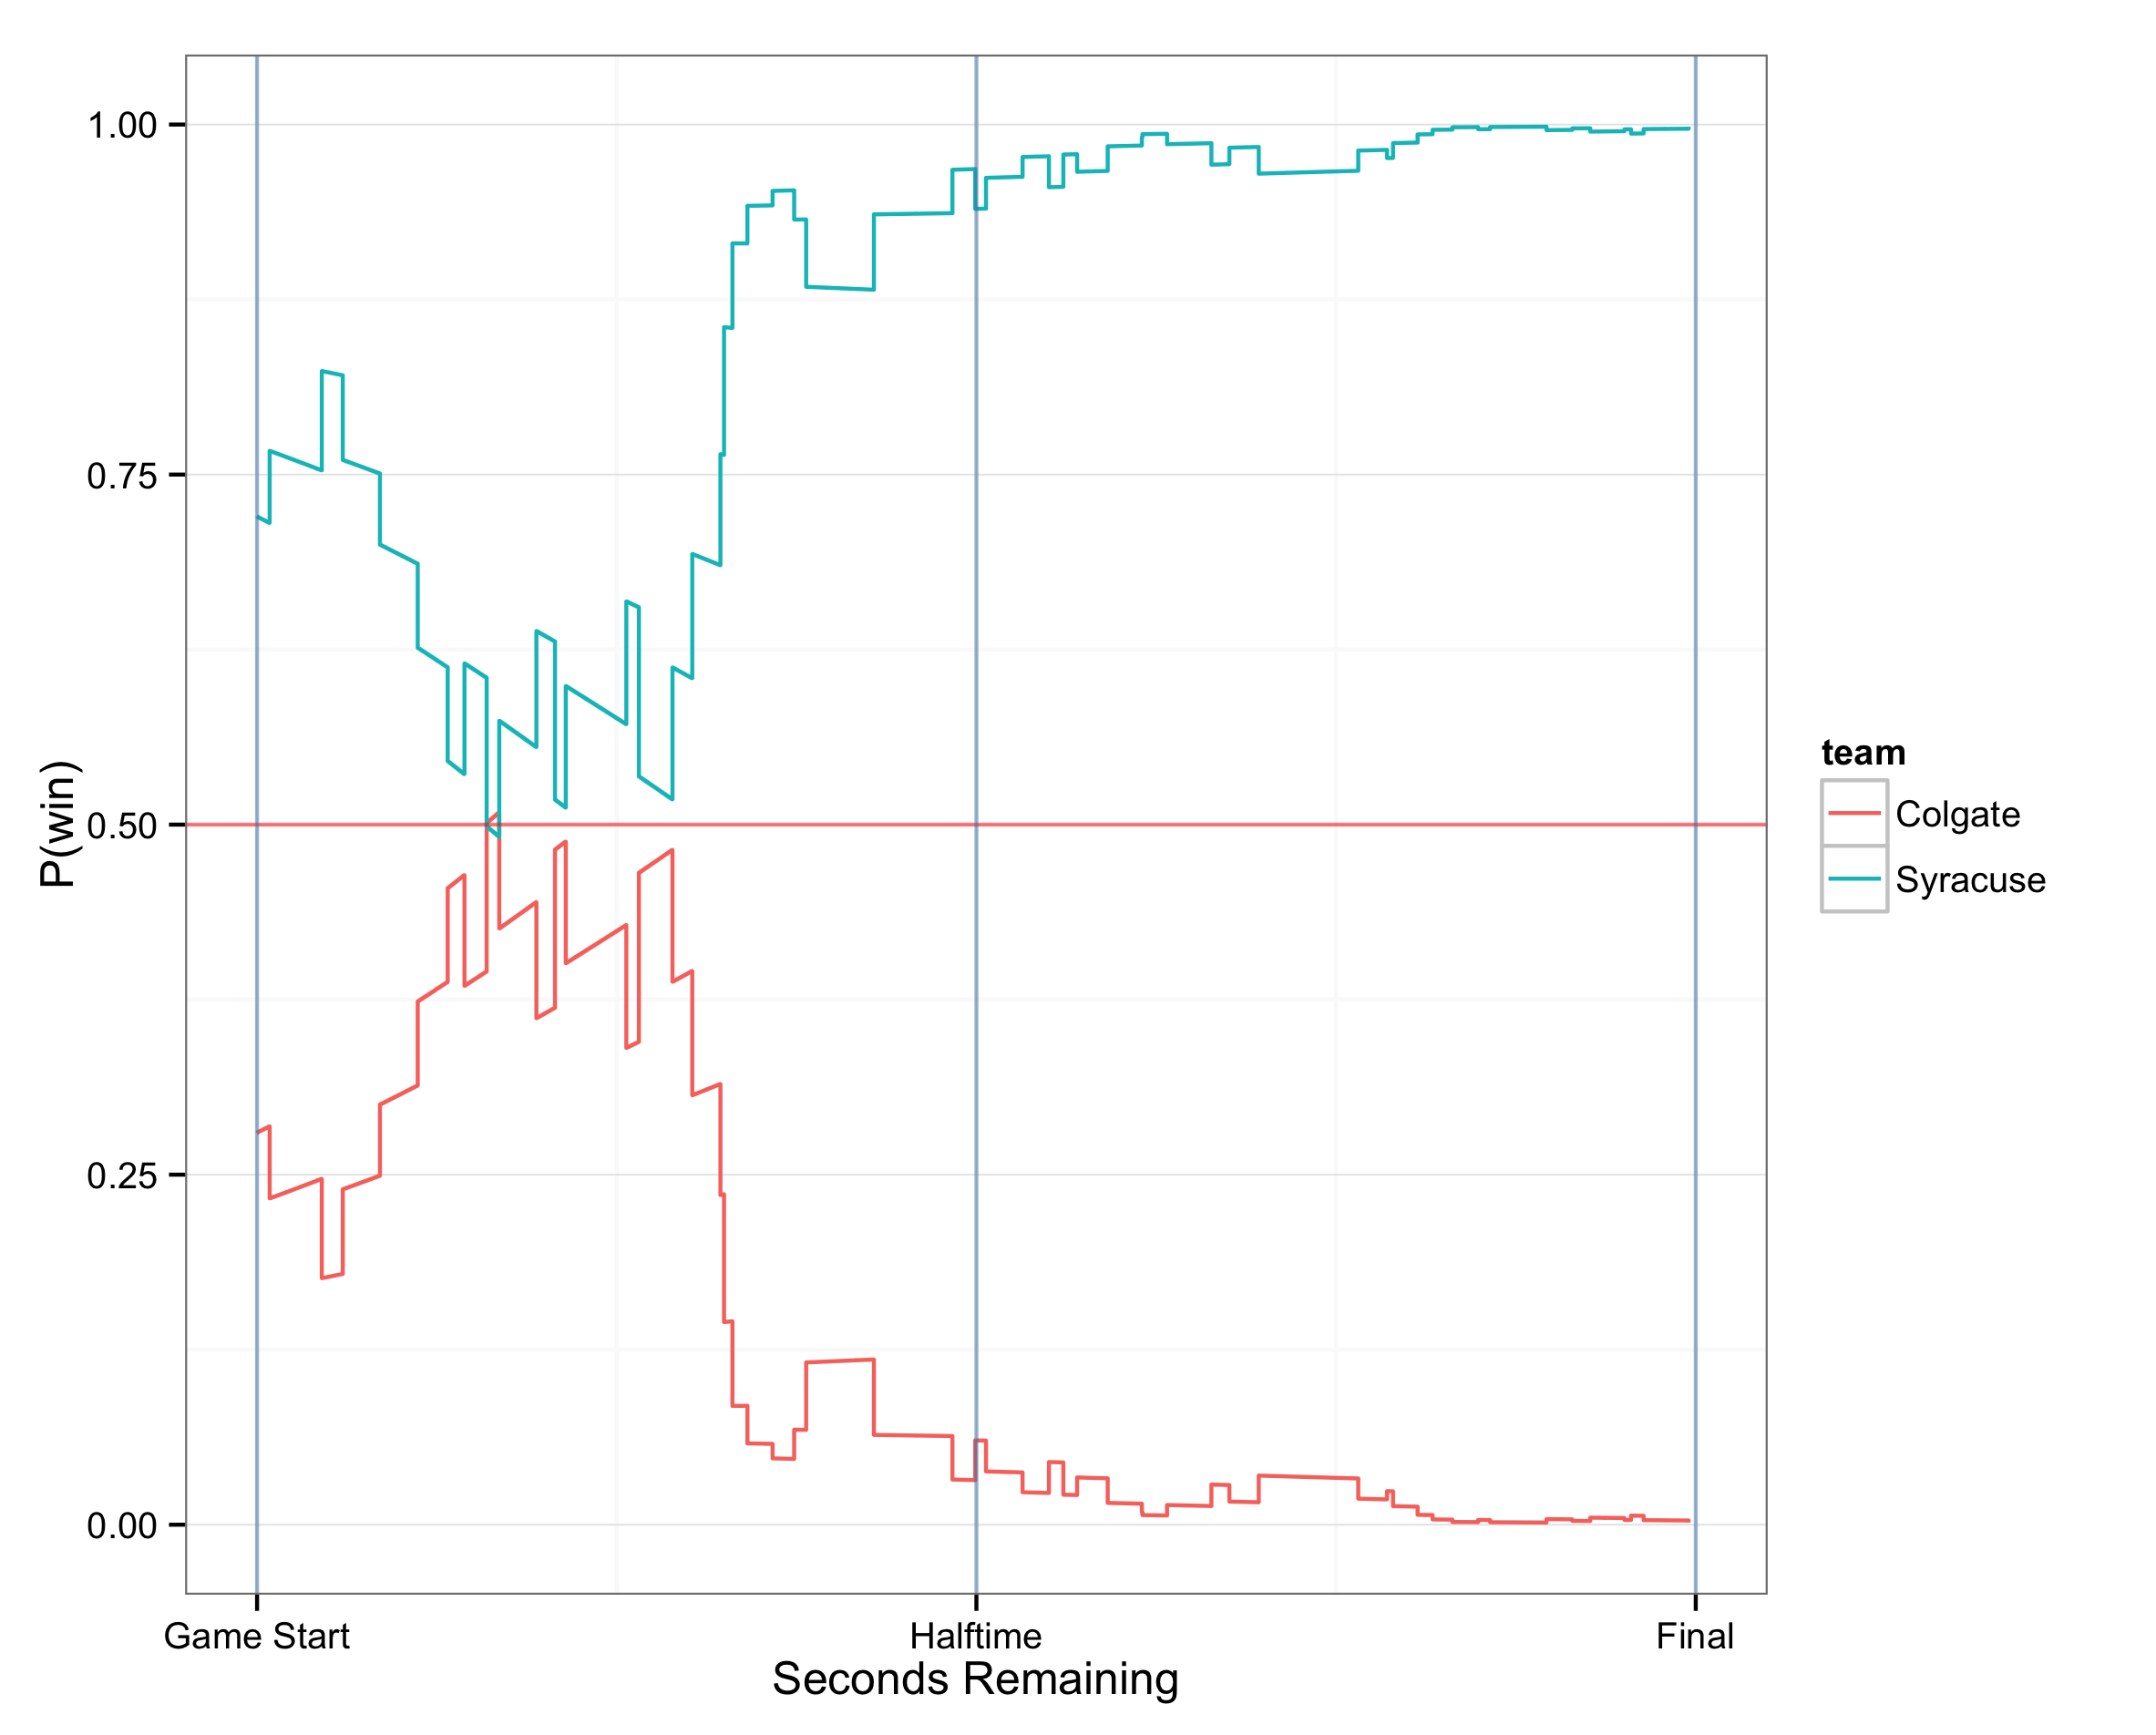 1.00
0.75
0.50
0.25
0.00
P(win)
Game Start
Halftime
Final
Seconds Remaining
team
Colgate
Syracuse